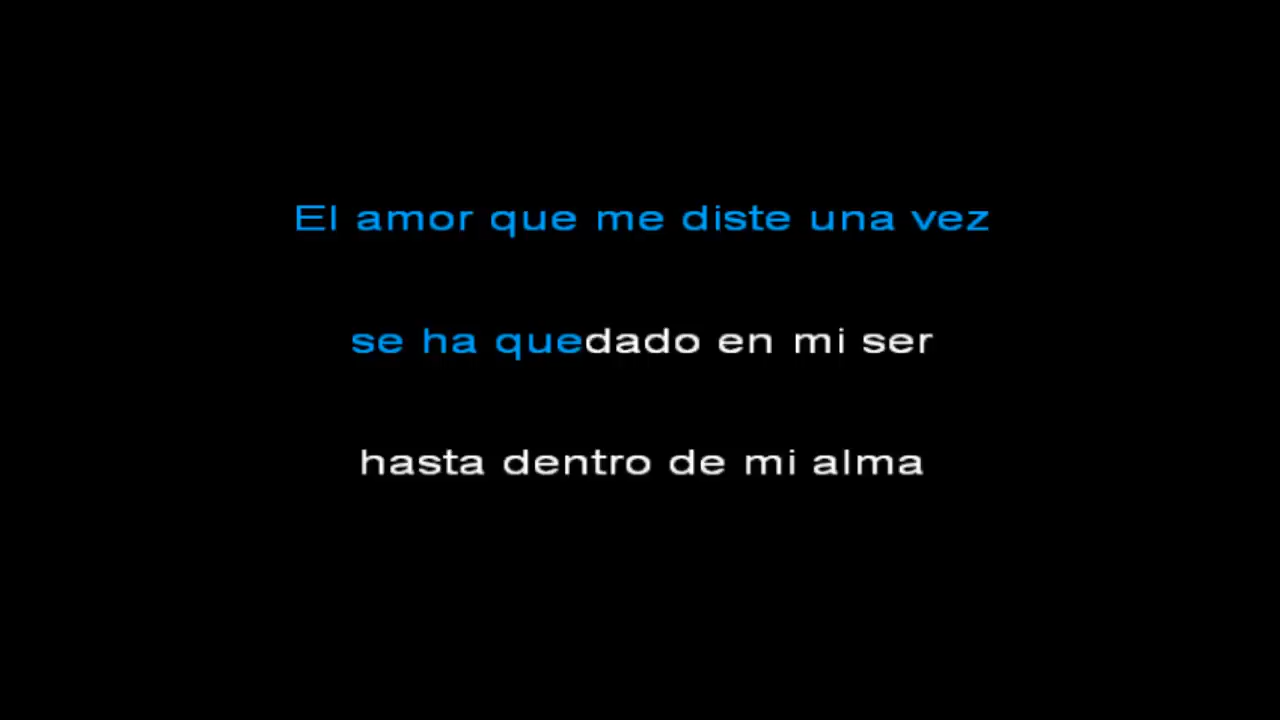 El amor que me diste una vez
se ha quedado en mi ser
hasta dentro de mi alma